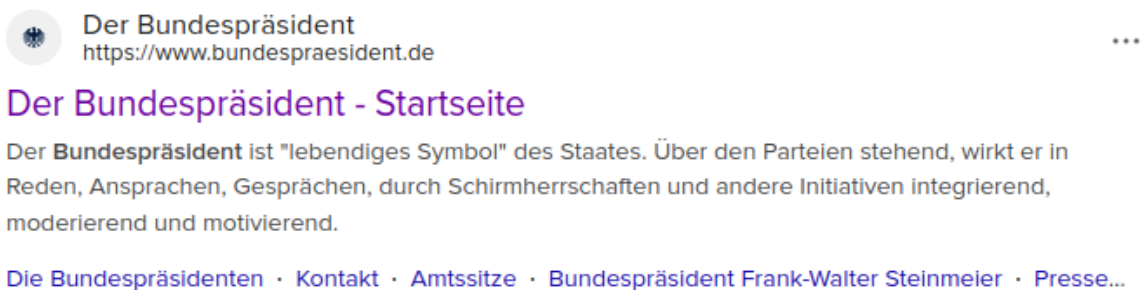 Der Bundespräsident
https://www.bundespraesident.de
Der Bundespräsident - Startseite
Der Bundespräsident ist "lebendiges Symbol" des Staates. Über den Parteien stehend, wirkt er in
Reden, Ansprachen, Gesprächen, durch Schirmherrschaften und andere Initiativen integrierend,
moderierend und motivierend.
Die Bundespräsidenten · Kontakt · Amtssitze · Bundespräsident Frank-Walter Steinmeier · Presse...